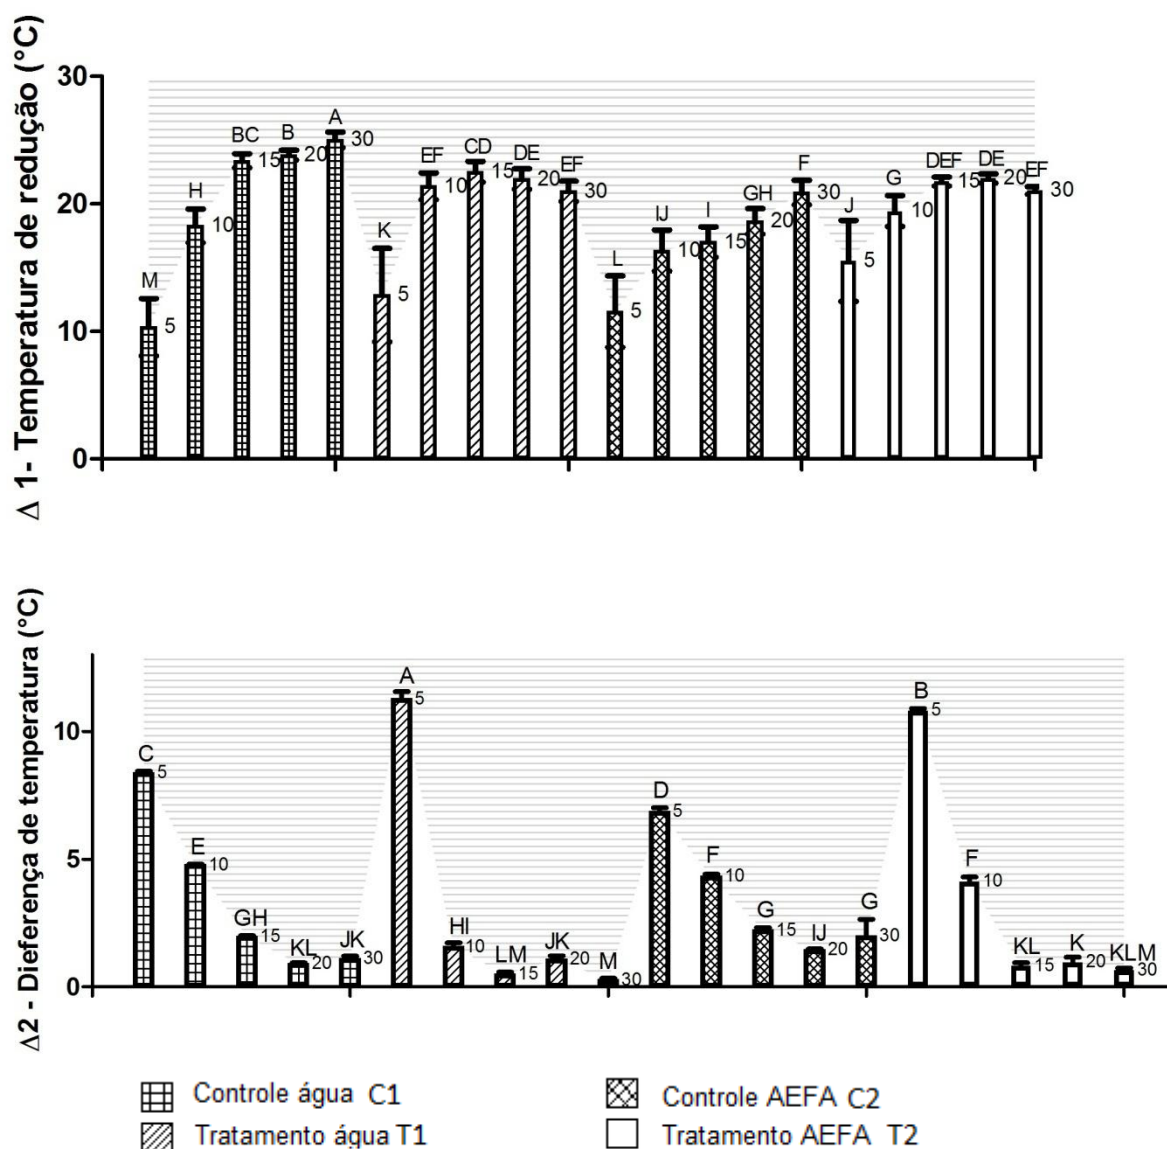 Δ 1- Temperatura de redução (°C)
30
20
10
0
M
5
H
10
BC
15
B
20
A
30
K
5
EF
10
CD
15
DE
20
EF
30
L
5
IJ
10
I
15
GH
20
F
30
J
5
G
10
DEF
15
DE
20
EF
30
Δ2 - Dieferença de temperatura (°C)
10
5
0
C
5
E
10
GH
15
KL
20
JK
30
A
5
HI
10
LM
15
JK
20
M
30
D
5
F
10
G
15
IJ
20
G
30
B
5
F
10
KL
15
K
20
KLM
30
Controle água C1
Tratamento água T1
Controle AEFA C2
Tratamento AEFA T2